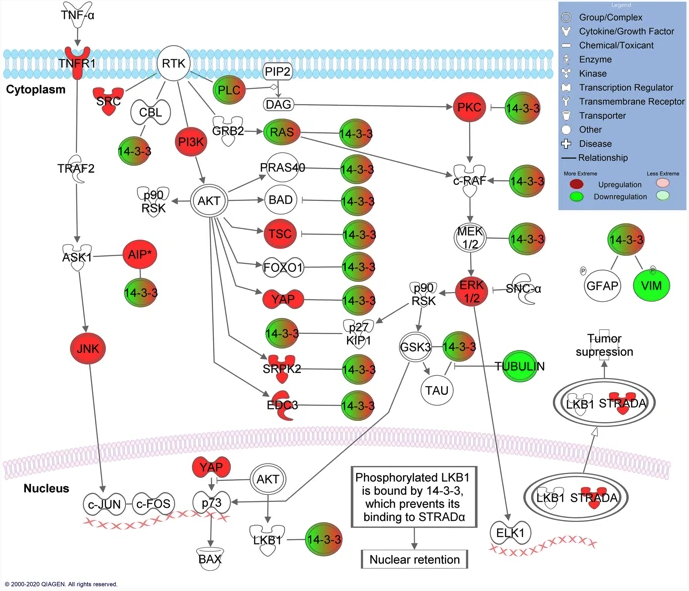 TNF-α
TNFR1
RTK
PIP2
Cytoplasm
SRC
CBL
PLC
DAG
PKC
14-3-3
14-3-3
PI3K
GRB2
RAS
14-3-3
TRAF2
p90
RSK
AKT
PRAS40
14-3-3
c-RAF
14-3-3
BAD
14-3-3
TSC
14-3-3
MEK
1/2
14-3-3
ASK1
AIP*
14-3-3
FOXO1
14-3-3
YAP
14-3-3
p90
RSK
ERK
1/2
SNC-α
14-3-3
p27
KIP1
JNK
GSK3
14-3-3
SRPK2
14-3-3
TAU
TUBULIN
EDC3
14-3-3
14-3-3
P
GFAP
P
VIM
Tumor
supression
LKB1
STRADA
LKB1
STRADA
Nucleus
YAP
AKT
c-JUN
c-FOS
p73
BAX
LKB1
14-3-3
Phosphorylated LKB1
is bound by 14-3-3,
which prevents its
binding to STRADα
Nuclear retention
ELK1
Legend
Group/Complex
Cytokine/Growth Factor
Chemical/Toxicant
Enzyme
Kinase
Transcription Regulator
Transmembrane Receptor
Transporter
Other
Disease
Relationship
More Extreme
Less Extreme
Upregulation
Downregulation
© 2000-2020 QIAGEN. All rights reserved.